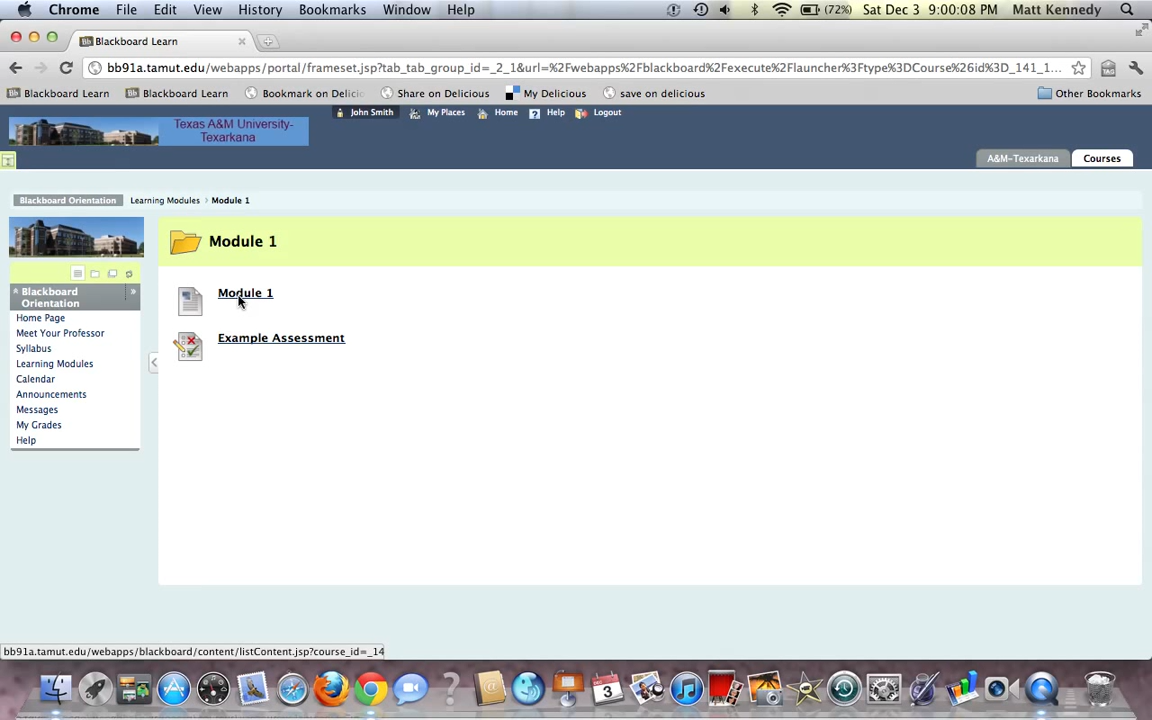 Chrome File Edit View History Bookmarks Window Help (72%) Sat Dec 3 9:00:08 PM Matt Kennedy
Bb Blackboard Learn
bb91a.tamut.edu/webapps/portal/frameset.jsp?tab_tab_group_id=_2_1&url=%2Fwebapps%2Fblackboard%2Fexecute%2Flauncher%3Ftype%3DCourse%26id%3D_141_1... TAG
Bb Blackboard Learn Bb Blackboard Learn Bookmark on Delicio Share on Delicious My Delicious save on delicious Other Bookmarks
John Smith My Places Home ? Help Logout
Texas A&M University-
Texarkana
A&M-Texarkana Courses
Blackboard Orientation Learning Modules > Module 1
Module 1
Blackboard
Orientation
Home Page
Meet Your Professor
Syllabus
Learning Modules
Calendar
Announcements
Messages
My Grades
Help
Module 1
Example Assessment
bb91a.tamut.edu/webapps/blackboard/content/listContent.jsp?course_id=_14
? @ 3